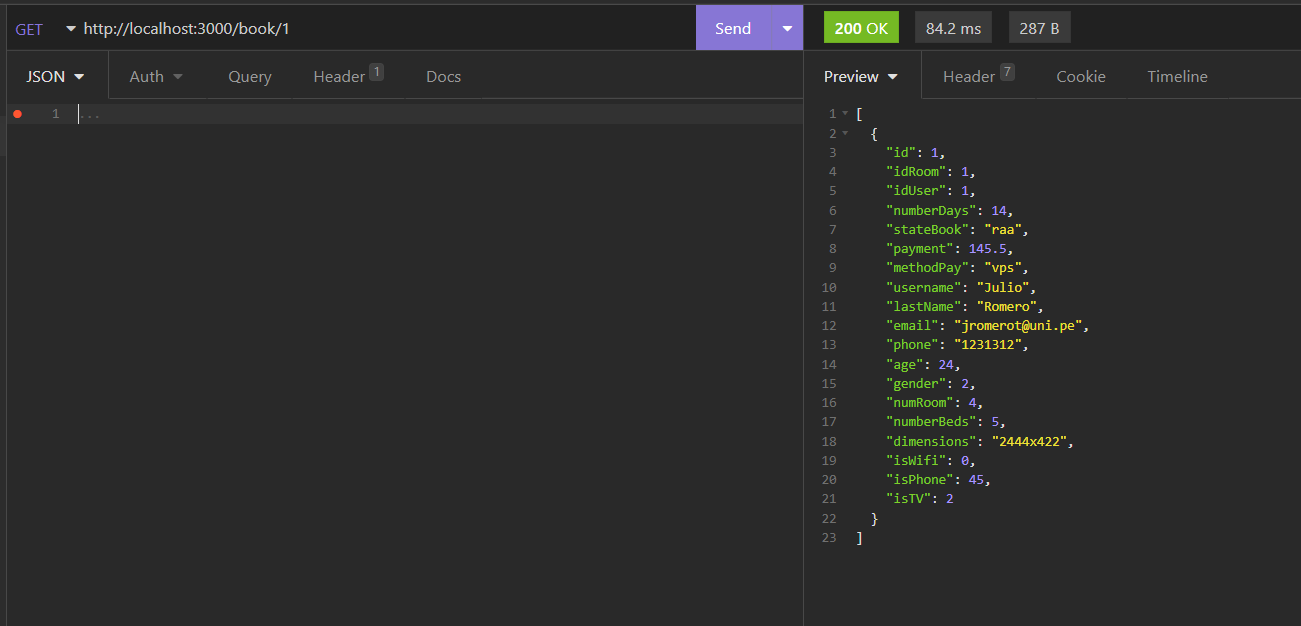 GET http://localhost:3000/book/1 Send 200 OK 84.2 ms 287 B
JSON Auth Query Header 1 Docs
1 ...
Preview Header 7 Cookie Timeline
1 [
2 {
3 "id": 1,
4 "idRoom": 1,
5 "idUser": 1,
6 "numberDays": 14,
7 "stateBook": "raa",
8 "payment": 145.5,
9 "methodPay": "vps",
10 "username": "Julio",
11 "lastName": "Romero",
12 "email": "jromerot@uni.pe",
13 "phone": "1231312",
14 "age": 24,
15 "gender": 2,
16 "numRoom": 4,
17 "numberBeds": 5,
18 "dimensions": "2444x422",
19 "isWifi": 0,
20 "isPhone": 45,
21 "isTV": 2
22 }
23 ]